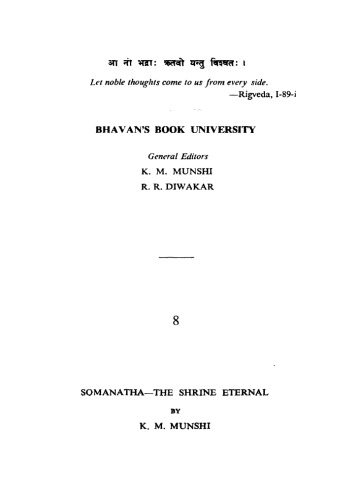 आ नो भद्राः ऋतवो यन्तु विश्वतः ।
Let noble thoughts come to us from every side.
—Rigveda, I-89-i
BHAVAN'S BOOK UNIVERSITY
General Editors
K. M. MUNSHI
R. R. DIWAKAR
8
SOMANATHA—THE SHRINE ETERNAL
BY
K. M. MUNSHI